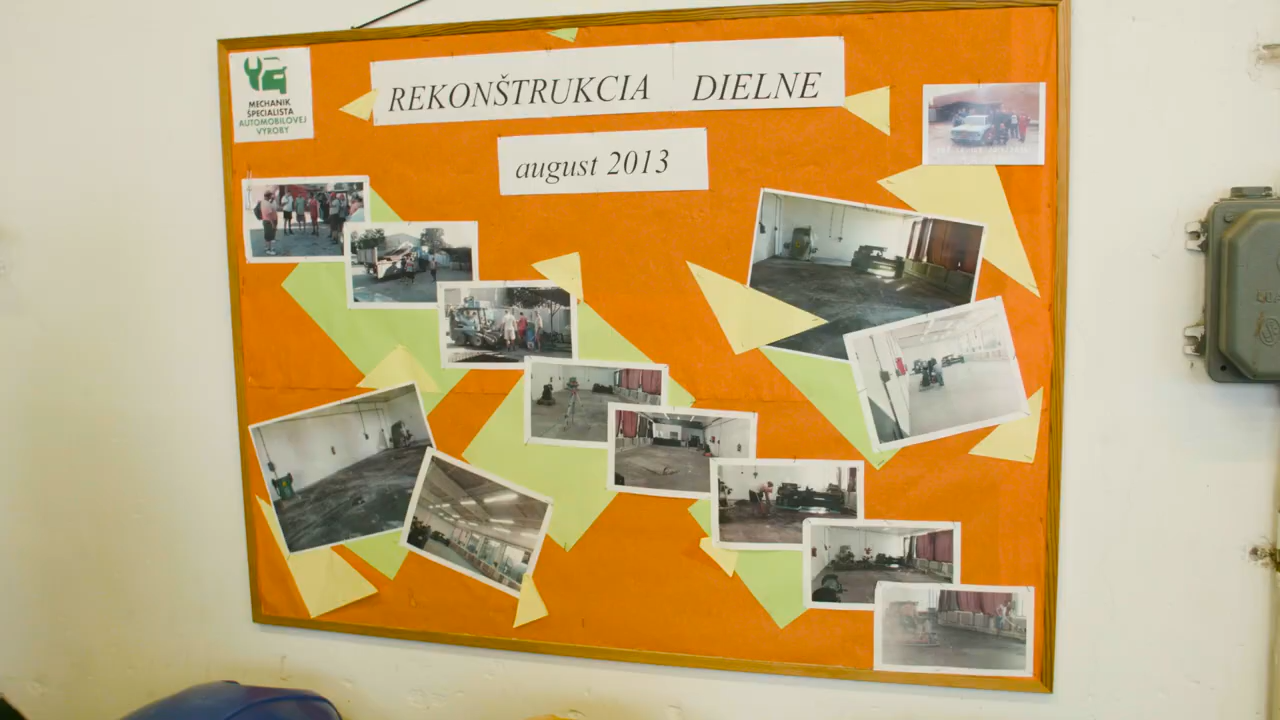 MECHANIK
ŠPECIALISTA
AUTOMOBILOVEJ
VÝROBY
REKONŠTRUKCIA DIELNE
august 2013